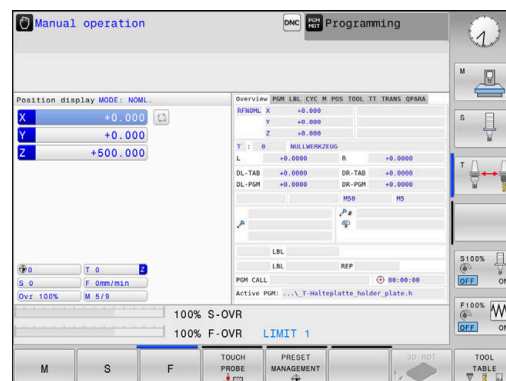 Manual operation
DNC
PGM MGT
Programming
Position display MODE: NOML.
X +0.000
Y +0.000
Z +500.000
0 T 0 Z
S 0 F 0mm/min
Ovr 100% M 5/9
Overview PGM LBL CYC M POS TOOL TT TRANS QPARA
RFNOML X +0.000
Y +0.000
Z +0.000
T : 0 NULLWERKZEUG
L +0.0000 R +0.0000
DL-TAB +0.0000 DR-TAB +0.0000
DL-PGM +0.0000 DR-PGM +0.0000
M50 M5
P#
LBL
LBL REP
PGM CALL 00:00:00
Active PGM: ...\_T-Halteplatte_holder_plate.h
100% S-OVR
100% F-OVR LIMIT 1
M
S
T
S100%
OFF ON
F100%
OFF ON
M
S
F
TOUCH PROBE
PRESET MANAGEMENT
3D ROT
TOOL TABLE